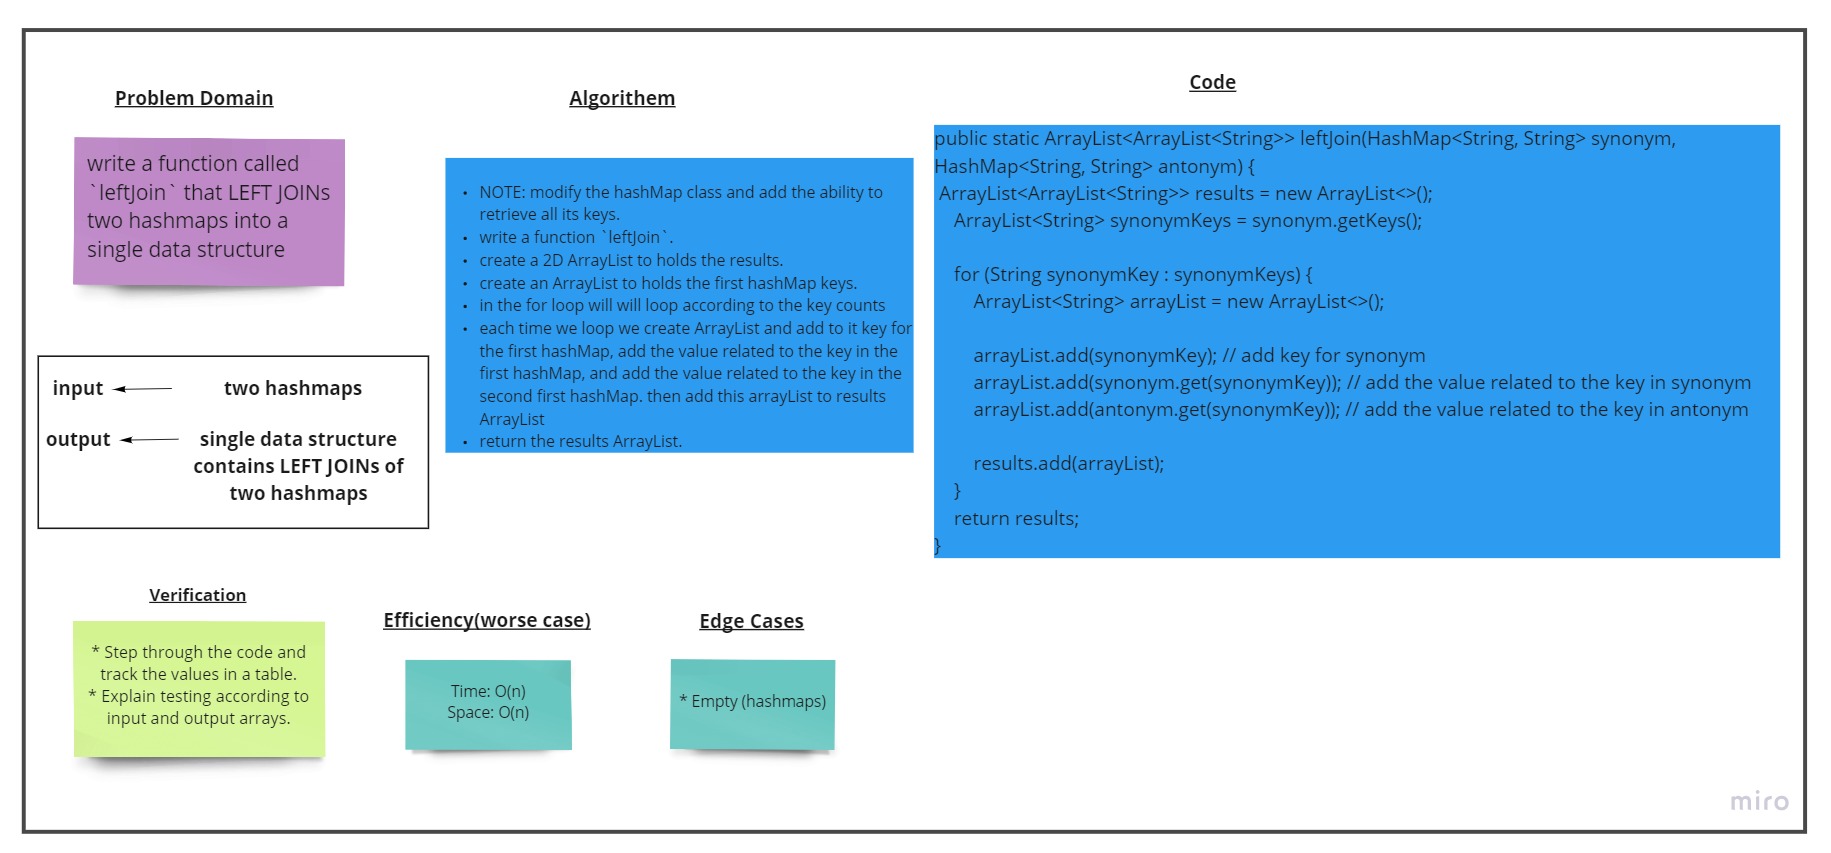 Problem Domain
write a function called
`leftJoin` that LEFT JOINs
two hashmaps into a
single data structure
input
two hashmaps
output
single data structure
contains LEFT JOINs of
two hashmaps
Algorithem
• NOTE: modify the hashMap class and add the ability to
retrieve all its keys.
• write a function `leftJoin`.
• create a 2D ArrayList to holds the results.
• create an ArrayList to holds the first hashMap keys.
• in the for loop will will loop according to the key counts
• each time we loop we create ArrayList and add to it key for
the first hashMap, add the value related to the key in the
first hashMap, and add the value related to the key in the
second first hashMap. then add this arrayList to results
ArrayList
• return the results ArrayList.
Code
public static ArrayList<ArrayList<String>> leftJoin(HashMap<String, String> synonym,
HashMap<String, String> antonym) {
ArrayList<ArrayList<String>> results = new ArrayList<>();
ArrayList<String> synonymKeys = synonym.getKeys();
for (String synonymKey : synonymKeys) {
ArrayList<String> arrayList = new ArrayList<>();
arrayList.add(synonymKey); // add key for synonym
arrayList.add(synonym.get(synonymKey)); // add the value related to the key in synonym
arrayList.add(antonym.get(synonymKey)); // add the value related to the key in antonym
results.add(arrayList);
}
return results;
}
Verification
* Step through the code and
track the values in a table.
* Explain testing according to
input and output arrays.
Efficiency(worse case)
Time: O(n)
Space: O(n)
Edge Cases
* Empty (hashmaps)
miro